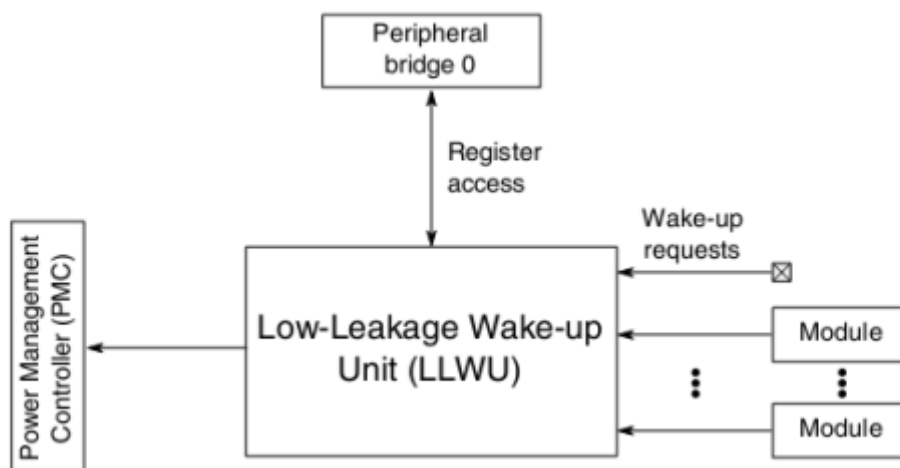 Peripheral
bridge 0
Register
access
Wake-up
requests
Power Management
Controller (PMC)
Low-Leakage Wake-up
Unit (LLWU)
Module
Module